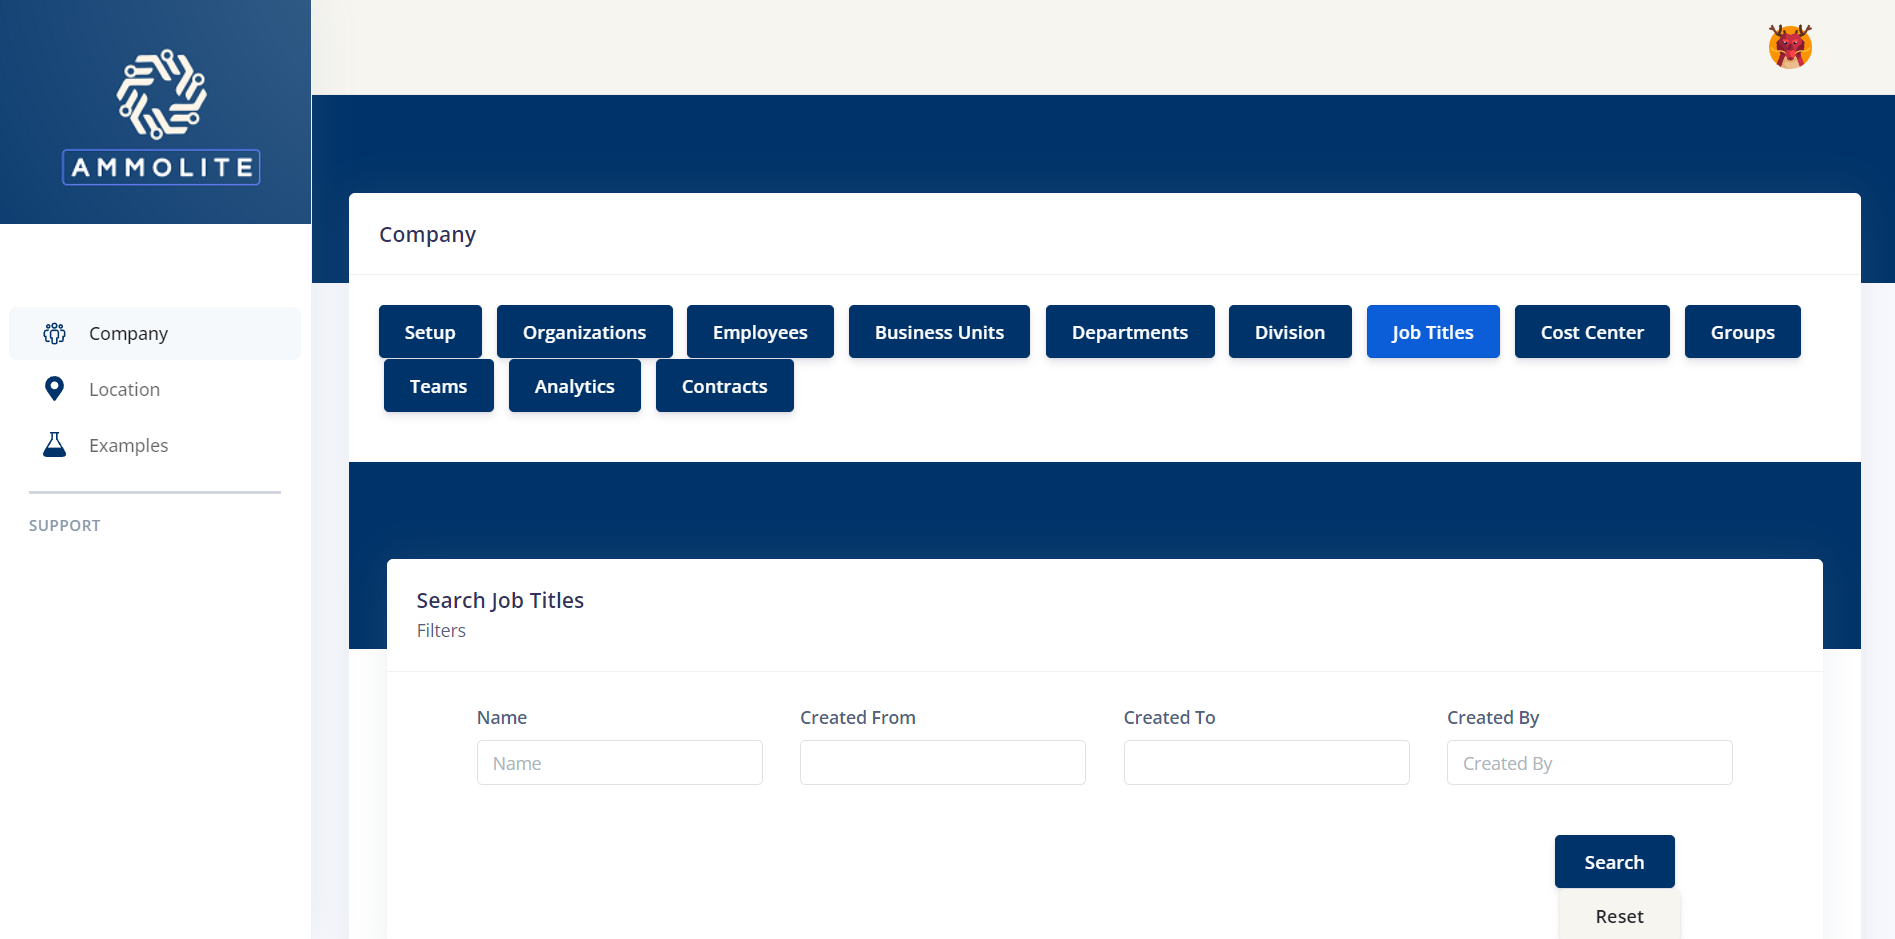 AMMOLITE
Company
Location
Examples
SUPPORT
Company
Setup Organizations Employees Business Units Departments Division Job Titles Cost Center Groups
Teams Analytics Contracts
Search Job Titles
Filters
Name Created From Created To Created By
Name Created By
Search
Reset